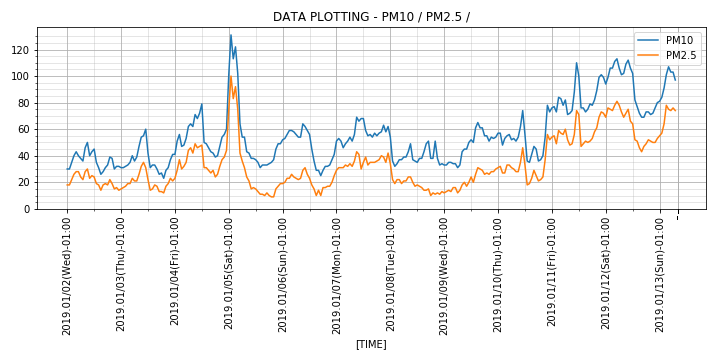 DATA PLOTTING - PM10 / PM2.5 /
PM10
PM2.5
120
100
80
60
40
20
0
2019.01/02(Wed)-01:00
2019.01/03(Thu)-01:00
2019.01/04(Fri)-01:00
2019.01/05(Sat)-01:00
2019.01/06(Sun)-01:00
2019.01/07(Mon)-01:00
2019.01/08(Tue)-01:00
2019.01/09(Wed)-01:00
2019.01/10(Thu)-01:00
2019.01/11(Fri)-01:00
2019.01/12(Sat)-01:00
2019.01/13(Sun)-01:00
-
[TIME]